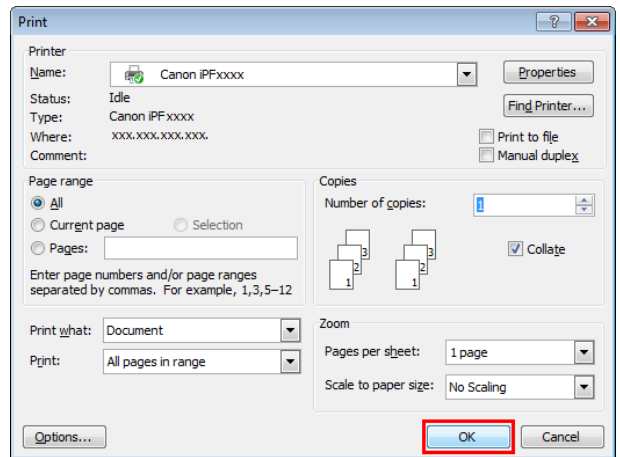 Print
Printer
Name: Canon iPFxxxx Properties
Status: Idle
Type: Canon iPFxxxx Find Printer...
Where: xxx.xxx.xxx.xxx. Print to file
Comment: Manual duplex
Page range
All
Current page Selection
Pages:
Enter page numbers and/or page ranges
separated by commas. For example, 1,3,5–12
Copies
Number of copies: 1
1 2 3 1 2 3
Collate
Print what: Document
Print: All pages in range
Zoom
Pages per sheet: 1 page
Scale to paper size: No Scaling
Options... OK Cancel